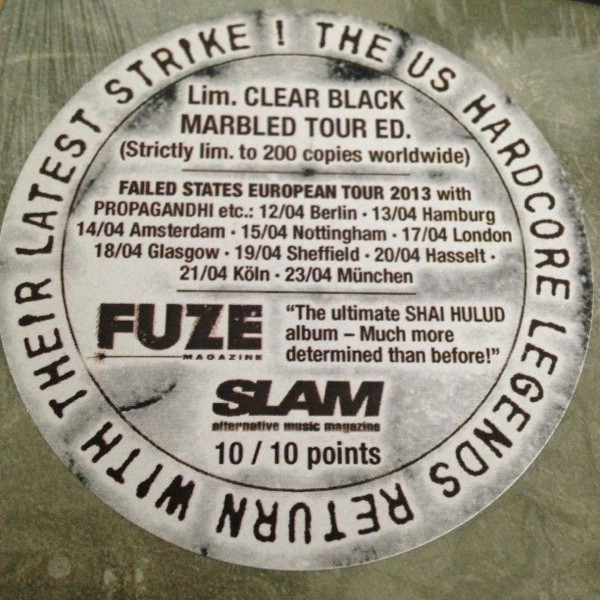 THE US HARDCORE LEGENDS RETURN WITH THEIR LATEST STRIKE !
Lim. CLEAR BLACK
MARBLED TOUR ED.
(Strictly lim. to 200 copies worldwide)
FAILED STATES EUROPEAN TOUR 2013 with
PROPAGANDHI etc.: 12/04 Berlin · 13/04 Hamburg
14/04 Amsterdam · 15/04 Nottingham · 17/04 London
18/04 Glasgow · 19/04 Sheffield · 20/04 Hasselt ·
21/04 Köln · 23/04 München
FUZE
MAGAZINE
“The ultimate SHAI HULUD
album – Much more
determined than before!”
SLAM
alternative music magazine
10 / 10 points